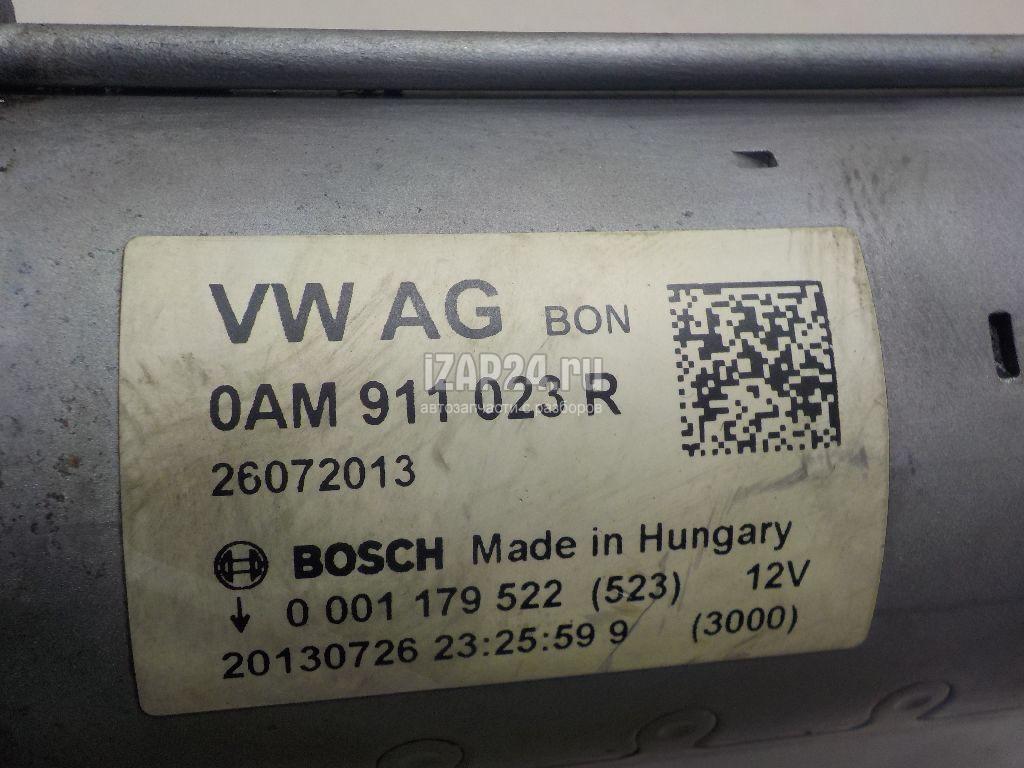 VW AG BON
iZAP24.ru
0AM 911 023 R
автозапчасти с разборов
26072013
BOSCH Made in Hungary
0 001 179 522 (523) 12V
20130726 23:25:59 9 (3000)